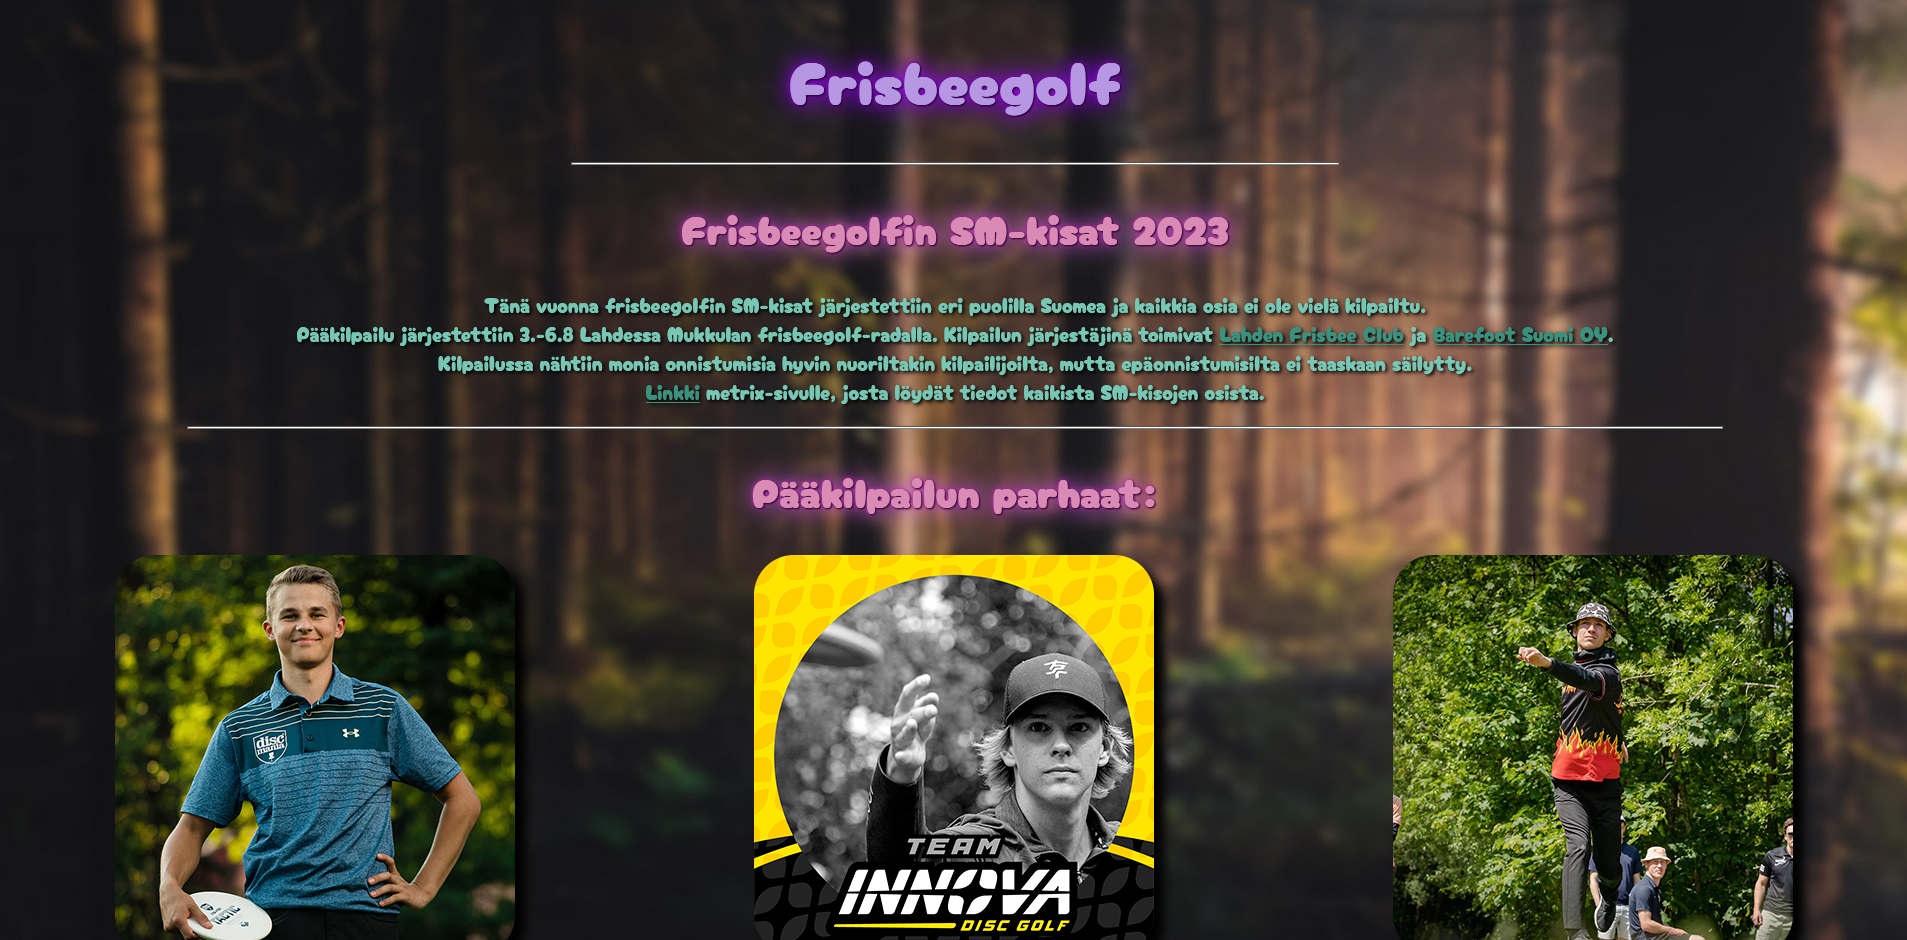 Frisbeegolf
Frisbeegolfin SM-kisat 2023
Tänä vuonna frisbeegolfin SM-kisat järjestettiin eri puolilla Suomea ja kaikkia osia ei ole vielä kilpailtu.
Pääkilpailu järjestettiin 3.-6.8 Lahdessa Mukkulan frisbeegolf-radalla. Kilpailun järjestäjinä toimivat Lahden Frisbee Club ja Barefoot Suomi OY.
Kilpailussa nähtiin monia onnistumisia hyvin nuoriltakin kilpailijoilta, mutta epäonnistumisilta ei taaskaan säilytty.
Linkki metrix-sivulle, josta löydät tiedot kaikista SM-kisojen osista.
Pääkilpailun parhaat:
disc
mania
TACTIC
TEAM
INNOVA
DISC GOLF